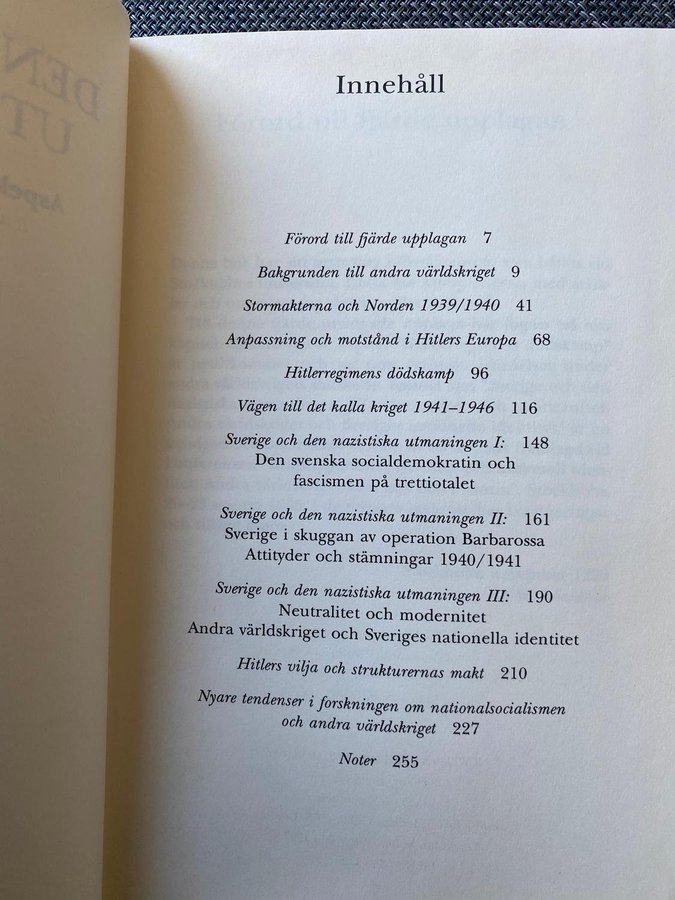 Innehåll
Förord till fjärde upplagan 7
Bakgrunden till andra världskriget 9
Stormakterna och Norden 1939/1940 41
Anpassning och motstånd i Hitlers Europa 68
Hitlerregimens dödskamp 96
Vägen till det kalla kriget 1941–1946 116
Sverige och den nazistiska utmaningen I: 148
Den svenska socialdemokratin och
fascismen på trettiotalet
Sverige och den nazistiska utmaningen II: 161
Sverige i skuggan av operation Barbarossa
Attityder och stämningar 1940/1941
Sverige och den nazistiska utmaningen III: 190
Neutralitet och modernitet
Andra världskriget och Sveriges nationella identitet
Hitlers vilja och strukturernas makt 210
Nyare tendenser i forskningen om nationalsocialismen
och andra världskriget 227
Noter 255